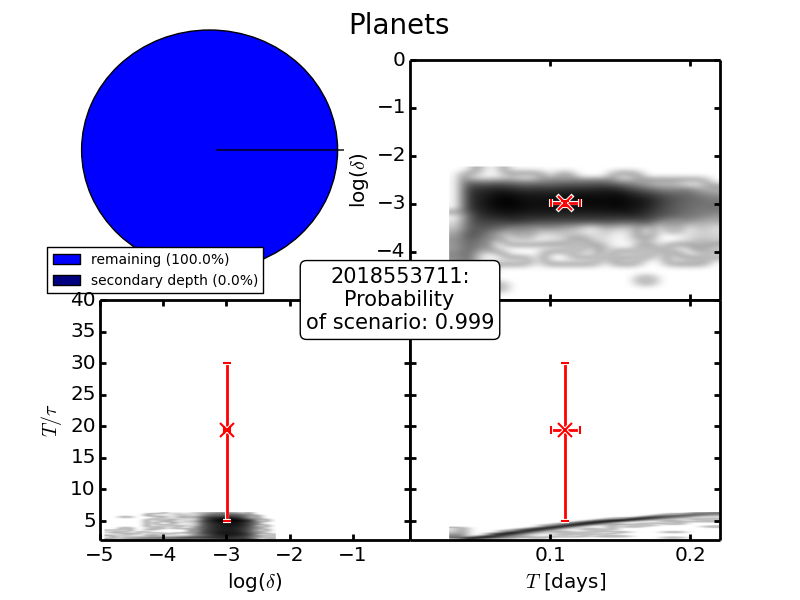 Planets
remaining (100.0%)
secondary depth (0.0%)
0
−1
−2
−3
−4
log(δ)
2018553711:
Probability
of scenario: 0.999
40
35
30
25
20
15
10
5
T/τ
−5 −4 −3 −2 −1
log(δ)
0.1 0.2
T [days]